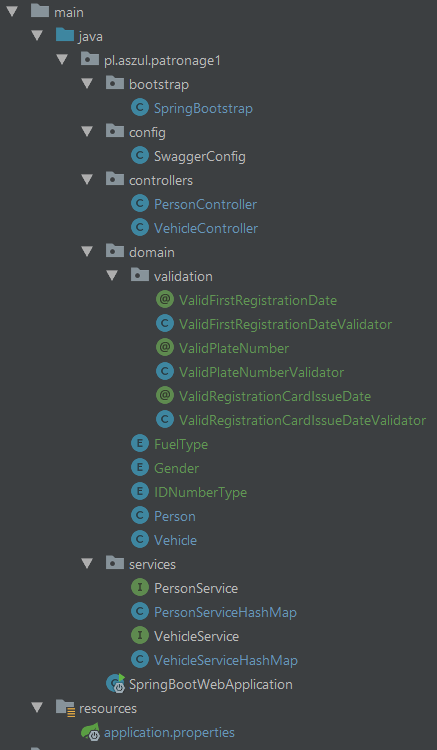 main
java
pl.aszul.patronage1
bootstrap
SpringBootstrap
config
SwaggerConfig
controllers
PersonController
VehicleController
domain
validation
ValidFirstRegistrationDate
ValidFirstRegistrationDateValidator
ValidPlateNumber
ValidPlateNumberValidator
ValidRegistrationCardIssueDate
ValidRegistrationCardIssueDateValidator
FuelType
Gender
IDNumberType
Person
Vehicle
services
PersonService
PersonServiceHashMap
VehicleService
VehicleServiceHashMap
SpringBootWebApplication
resources
application.properties